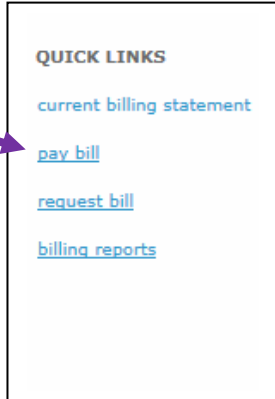 QUICK LINKS
current billing statement
pay bill
request bill
billing reports